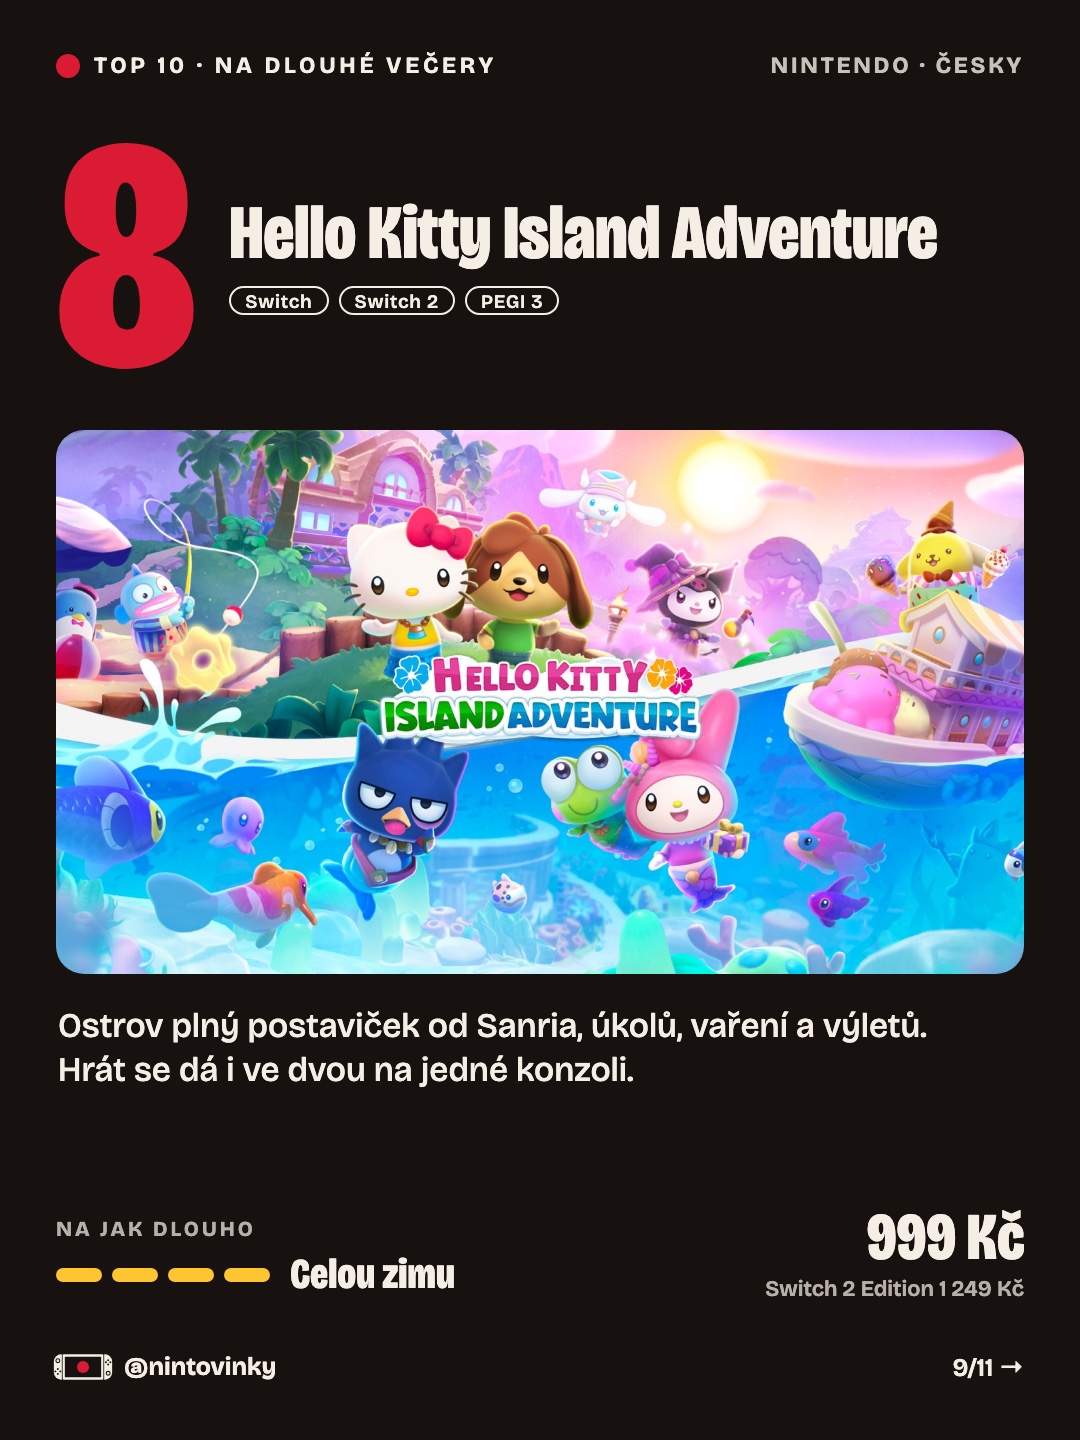 TOP 10 · NA DLOUHÉ VEČERY
NINTENDO · ČESKY
8
Hello Kitty Island Adventure
Switch
Switch 2
PEGI 3
HELLO KITTY
ISLAND ADVENTURE
Ostrov plný postaviček od Sanria, úkolů, vaření a výletů.
Hrát se dá i ve dvou na jedné konzoli.
NA JAK DLOUHO
Celou zimu
999 Kč
Switch 2 Edition 1 249 Kč
@nintovinky
9/11 →